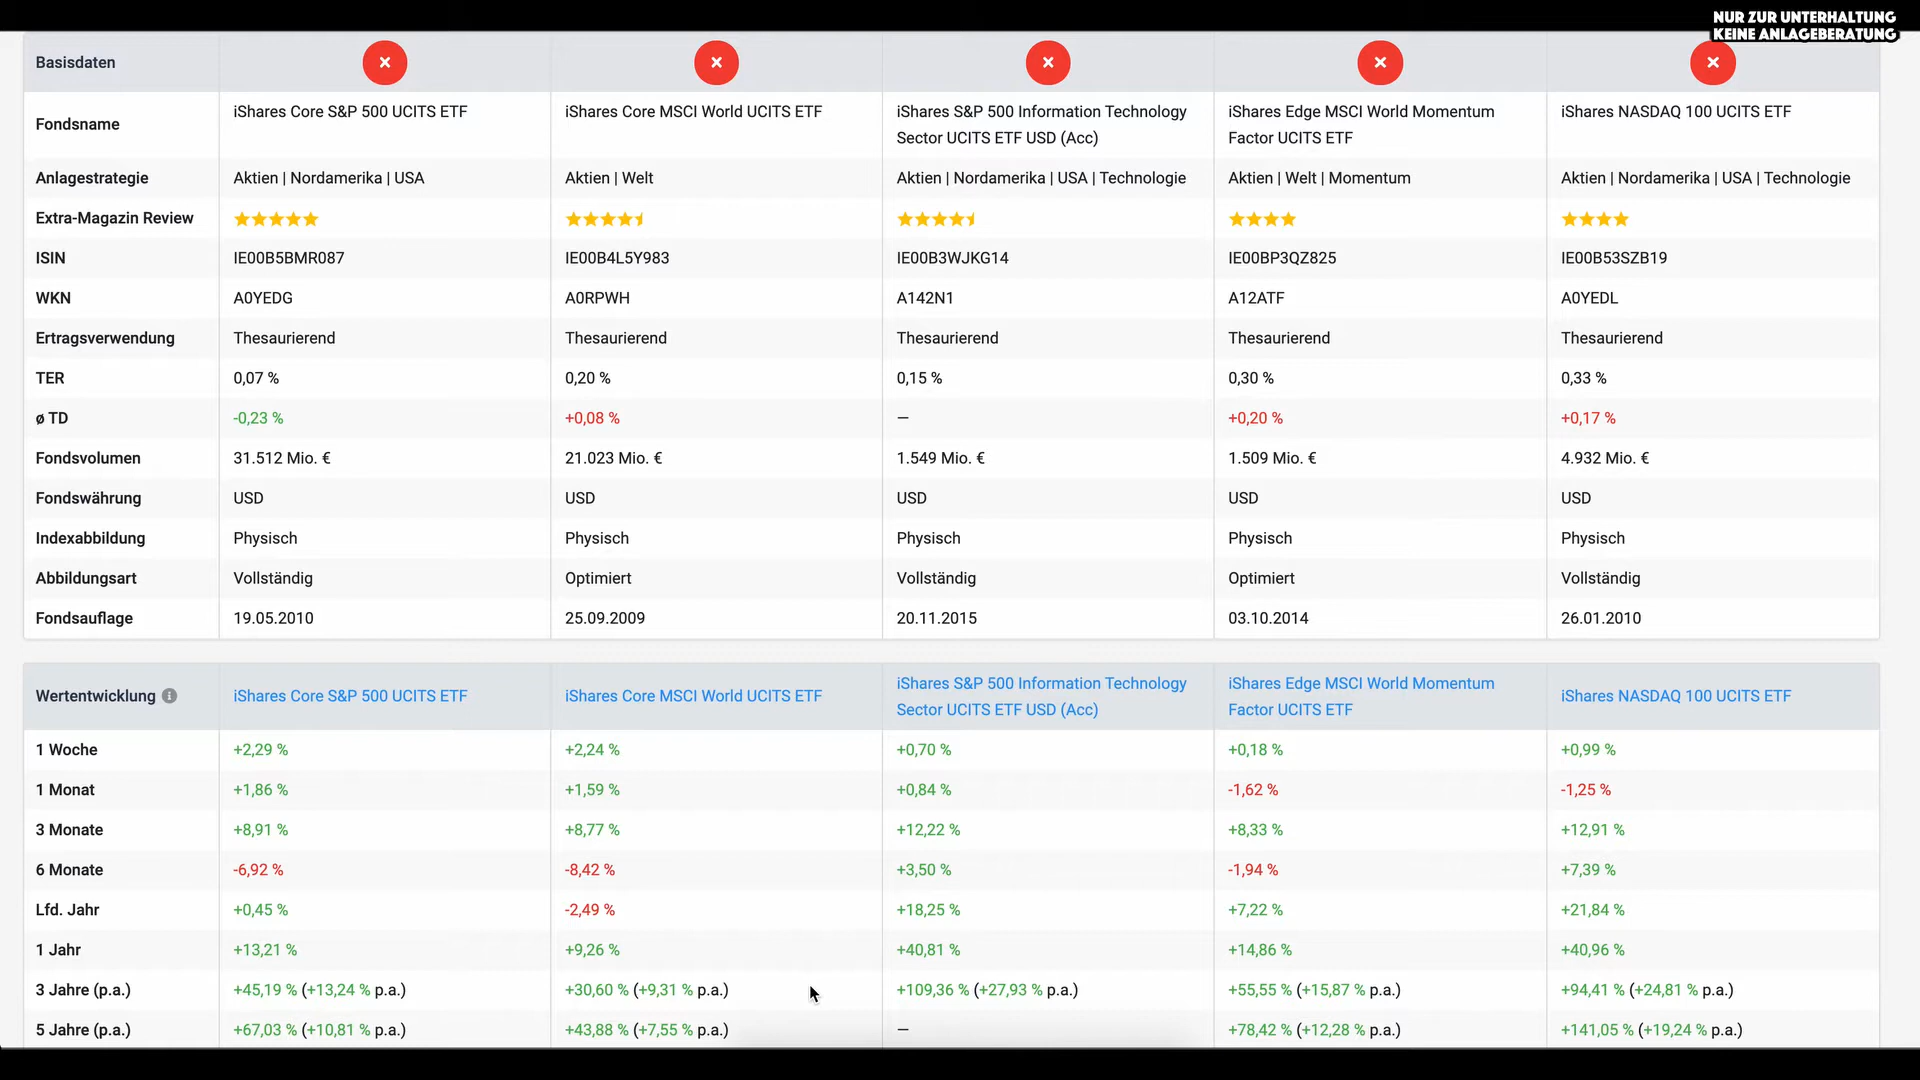 NUR ZUR UNTERHALTUNG
KEINE ANLAGEBERATUNG
Basisdaten
Fondsname iShares Core S&P 500 UCITS ETF iShares Core MSCI World UCITS ETF iShares S&P 500 Information Technology Sector UCITS ETF USD (Acc) iShares Edge MSCI World Momentum Factor UCITS ETF iShares NASDAQ 100 UCITS ETF
Anlagestrategie Aktien | Nordamerika | USA Aktien | Welt Aktien | Nordamerika | USA | Technologie Aktien | Welt | Momentum Aktien | Nordamerika | USA | Technologie
Extra-Magazin Review
ISIN IE00B5BMR087 IE00B4L5Y983 IE00B3WJKG14 IE00BP3QZ825 IE00B53SZB19
WKN A0YEDG A0RPWH A142N1 A12ATF A0YEDL
Ertragsverwendung Thesaurierend Thesaurierend Thesaurierend Thesaurierend Thesaurierend
TER 0,07 % 0,20 % 0,15 % 0,30 % 0,33 %
ø TD -0,23 % +0,08 % — +0,20 % +0,17 %
Fondsvolumen 31.512 Mio. € 21.023 Mio. € 1.549 Mio. € 1.509 Mio. € 4.932 Mio. €
Fondswährung USD USD USD USD USD
Indexabbildung Physisch Physisch Physisch Physisch Physisch
Abbildungsart Vollständig Optimiert Vollständig Optimiert Vollständig
Fondsauflage 19.05.2010 25.09.2009 20.11.2015 03.10.2014 26.01.2010
Wertentwicklung iShares Core S&P 500 UCITS ETF iShares Core MSCI World UCITS ETF iShares S&P 500 Information Technology Sector UCITS ETF USD (Acc) iShares Edge MSCI World Momentum Factor UCITS ETF iShares NASDAQ 100 UCITS ETF
1 Woche +2,29 % +2,24 % +0,70 % +0,18 % +0,99 %
1 Monat +1,86 % +1,59 % +0,84 % -1,62 % -1,25 %
3 Monate +8,91 % +8,77 % +12,22 % +8,33 % +12,91 %
6 Monate -6,92 % -8,42 % +3,50 % -1,94 % +7,39 %
Lfd. Jahr +0,45 % -2,49 % +18,25 % +7,22 % +21,84 %
1 Jahr +13,21 % +9,26 % +40,81 % +14,86 % +40,96 %
3 Jahre (p.a.) +45,19 % (+13,24 % p.a.) +30,60 % (+9,31 % p.a.) +109,36 % (+27,93 % p.a.) +55,55 % (+15,87 % p.a.) +94,41 % (+24,81 % p.a.)
5 Jahre (p.a.) +67,03 % (+10,81 % p.a.) +43,88 % (+7,55 % p.a.) — +78,42 % (+12,28 % p.a.) +141,05 % (+19,24 % p.a.)